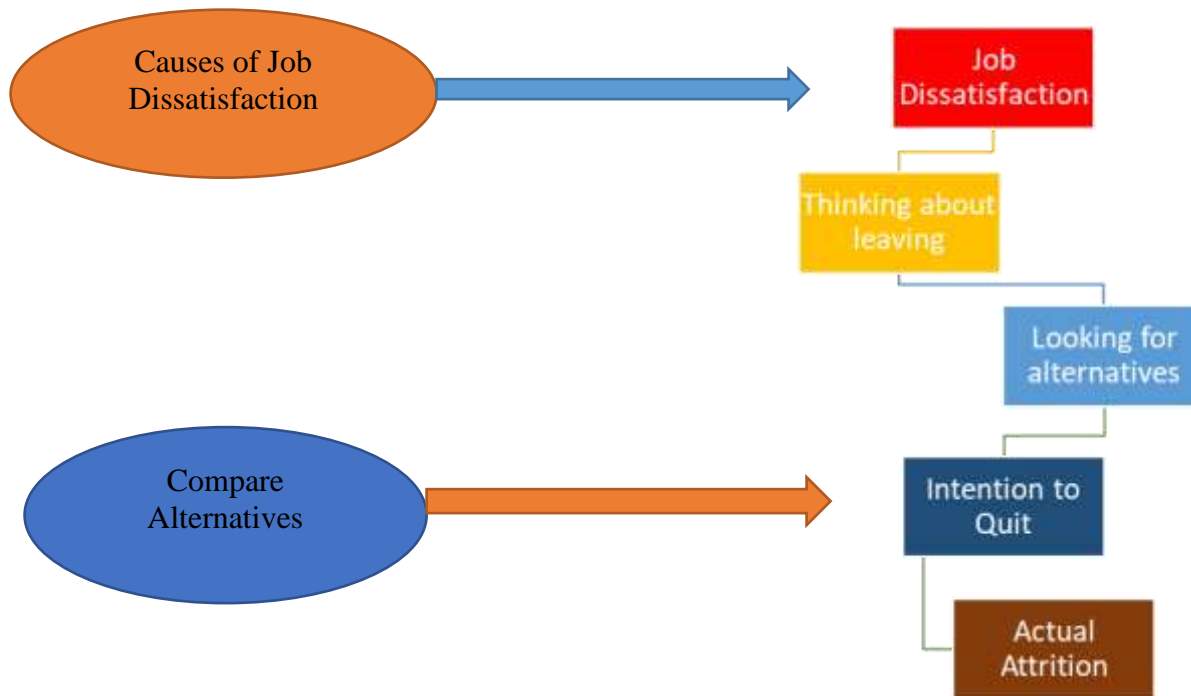 Causes of Job
Dissatisfaction
Job
Dissatisfaction
Thinking about
leaving
Looking for
alternatives
Compare
Alternatives
Intention to
Quit
Actual
Attrition